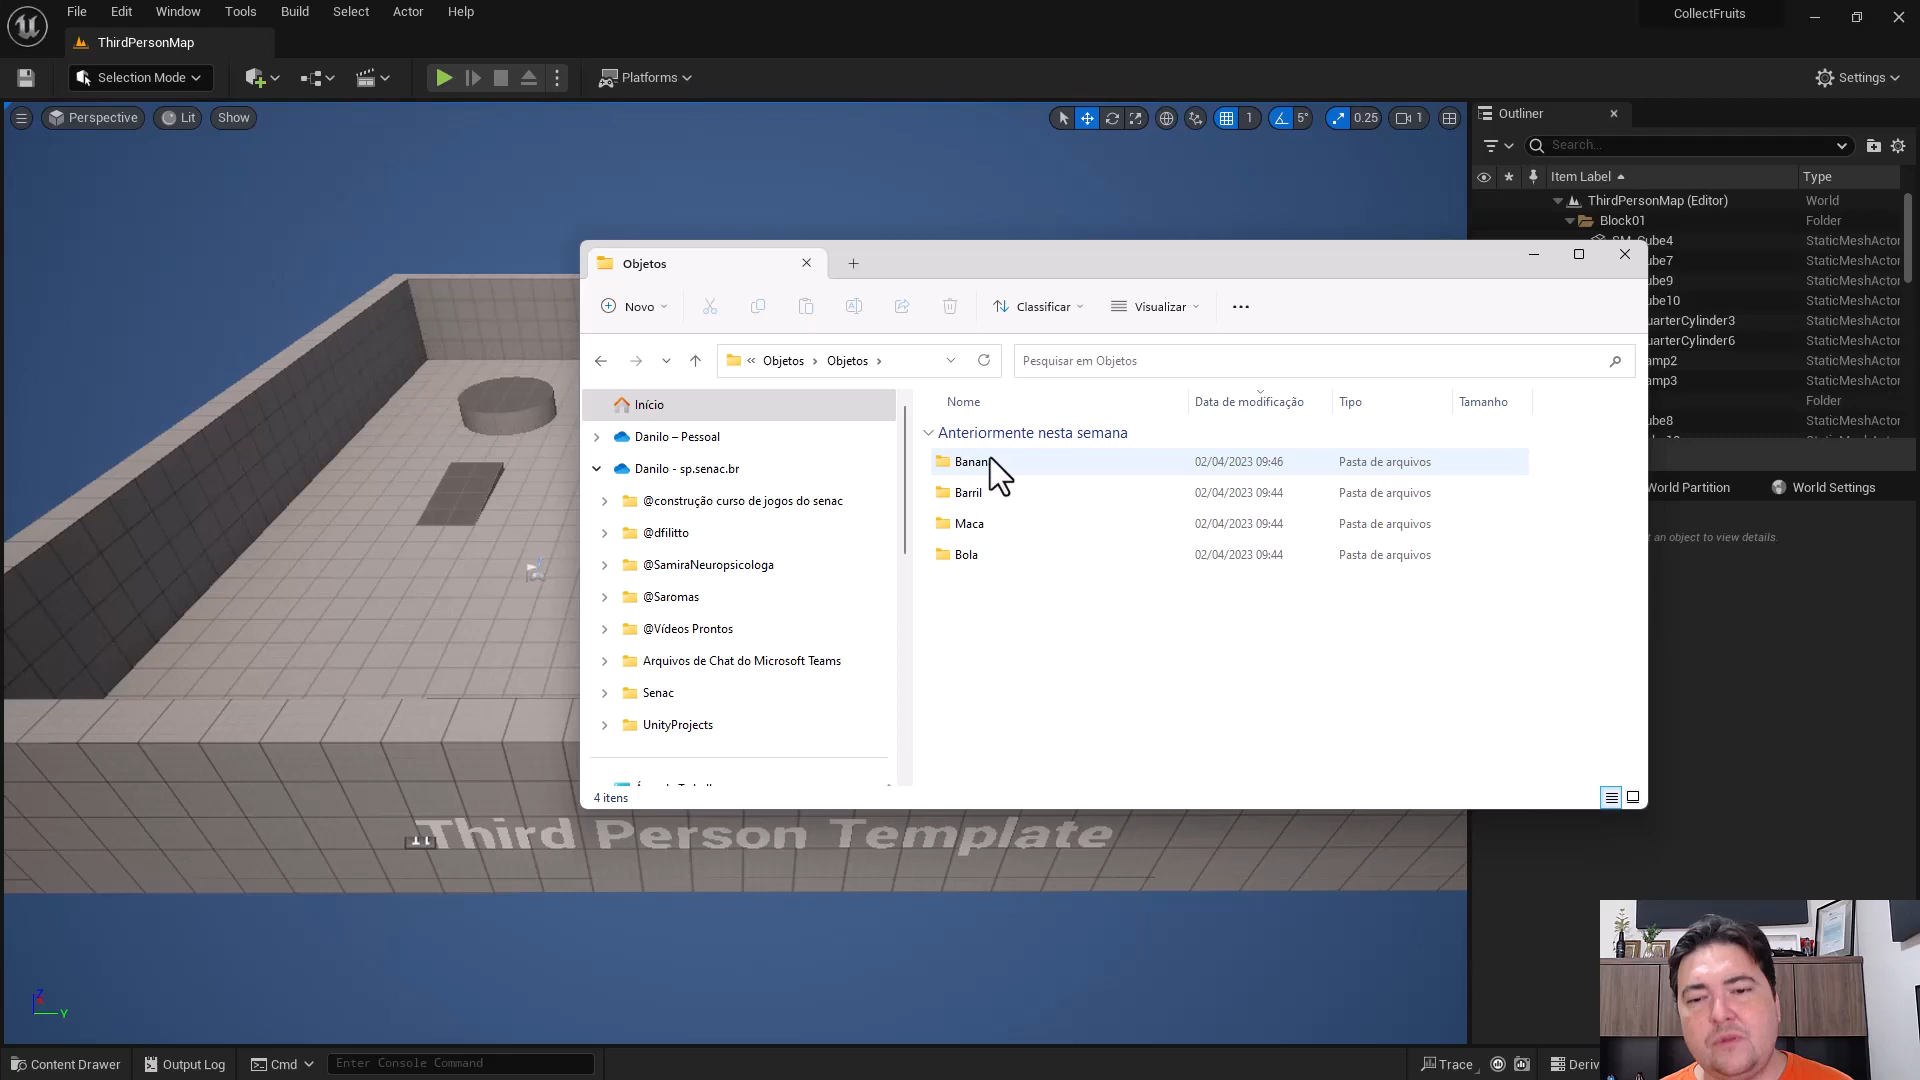 File Edit Window Tools Build Select Actor Help
CollectFruits
ThirdPersonMap
Selection Mode
Platforms
Settings
Perspective Lit Show
1 5° 0.25 1
Outliner
Search...
Item Label Type
ThirdPersonMap (Editor) World
Block01 Folder
Cube4 StaticMeshActor
ube7 StaticMeshActor
ube9 StaticMeshActor
ube10 StaticMeshActor
uarterCylinder3 StaticMeshActor
uarterCylinder6 StaticMeshActor
amp2 StaticMeshActor
amp3 StaticMeshActor
Folder
ube8 StaticMeshActor
World Partition World Settings
t an object to view details.
Objetos
Novo Classificar Visualizar
« Objetos > Objetos >
Pesquisar em Objetos
Início
Danilo – Pessoal
Danilo - sp.senac.br
@construção curso de jogos do senac
@dfilitto
@SamiraNeuropsicologa
@Saromas
@Vídeos Prontos
Arquivos de Chat do Microsoft Teams
Senac
UnityProjects
4 itens
Nome Data de modificação Tipo Tamanho
Anteriormente nesta semana
Banan 02/04/2023 09:46 Pasta de arquivos
Barril 02/04/2023 09:44 Pasta de arquivos
Maca 02/04/2023 09:44 Pasta de arquivos
Bola 02/04/2023 09:44 Pasta de arquivos
Third Person Template
Z
Y
Content Drawer Output Log Cmd Enter Console Command
Trace Deriv